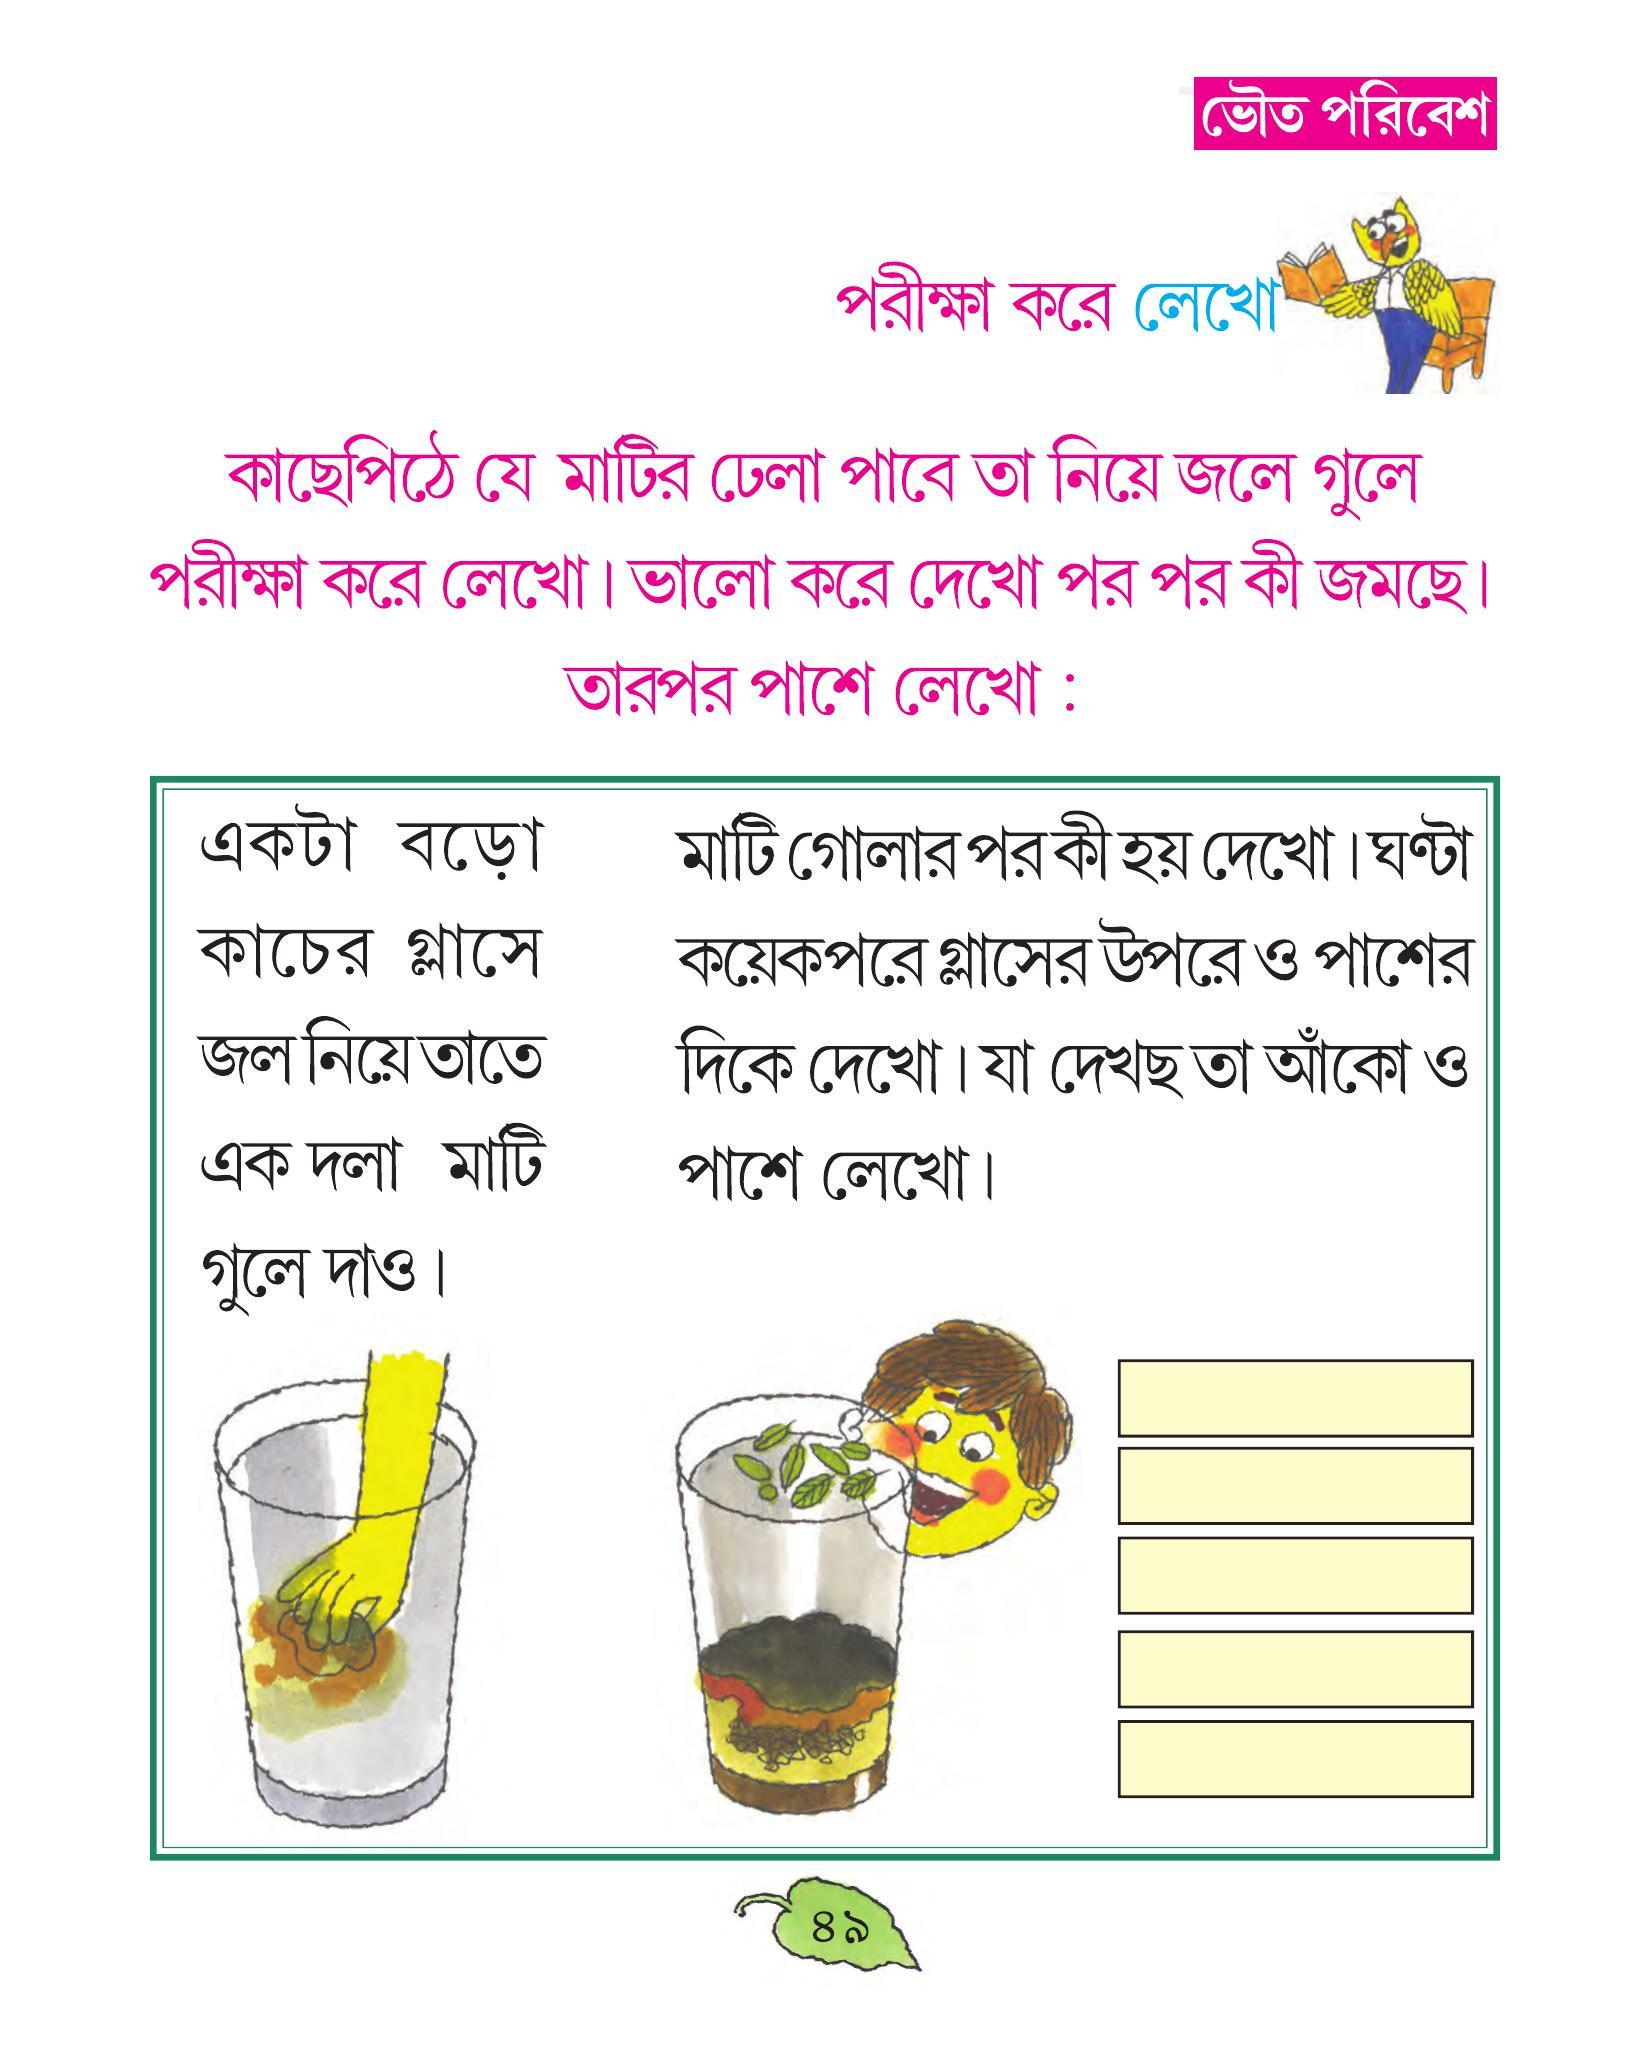 ভৌত পরিবেশ
পরীক্ষা করে লেখো
কাছেপিঠে যে মাটির ঢেলা পাবে তা নিয়ে জলে গুলে
পরীক্ষা করে লেখো। ভালো করে দেখো পর পর কী জমছে।
তারপর পাশে লেখো :
একটা বড়ো
কাচের গ্লাসে
জল নিয়ে তাতে
এক দলা মাটি
গুলে দাও।
মাটি গোলার পর কী হয় দেখো। ঘণ্টা
কয়েকপরে গ্লাসের উপরে ও পাশের
দিকে দেখো। যা দেখছ তা আঁকো ও
পাশে লেখো।
৪৯